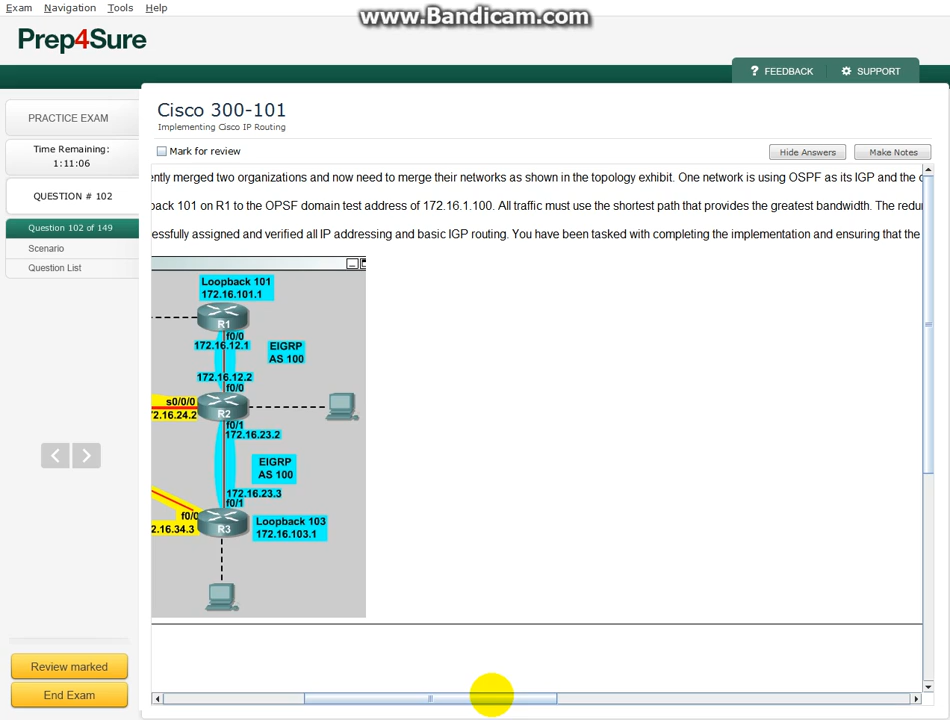 Exam Navigation Tools Help
www.Bandicam.com
Prep4Sure
? FEEDBACK SUPPORT
Cisco 300-101
Implementing Cisco IP Routing
PRACTICE EXAM
Time Remaining:
1:11:06
QUESTION # 102
Question 102 of 149
Scenario
Question List
Mark for review
Hide Answers Make Notes
ently merged two organizations and now need to merge their networks as shown in the topology exhibit. One network is using OSPF as its IGP and the
back 101 on R1 to the OPSF domain test address of 172.16.1.100. All traffic must use the shortest path that provides the greatest bandwidth. The redu
essfully assigned and verified all IP addressing and basic IGP routing. You have been tasked with completing the implementation and ensuring that the
Loopback 101
172.16.101.1
R1
f0/0
172.16.12.1
EIGRP
AS 100
172.16.12.2
f0/0
s0/0/0
R2
2.16.24.2
f0/1
172.16.23.2
EIGRP
AS 100
172.16.23.3
f0/1
f0/0
R3
2.16.34.3
Loopback 103
172.16.103.1
Review marked
End Exam